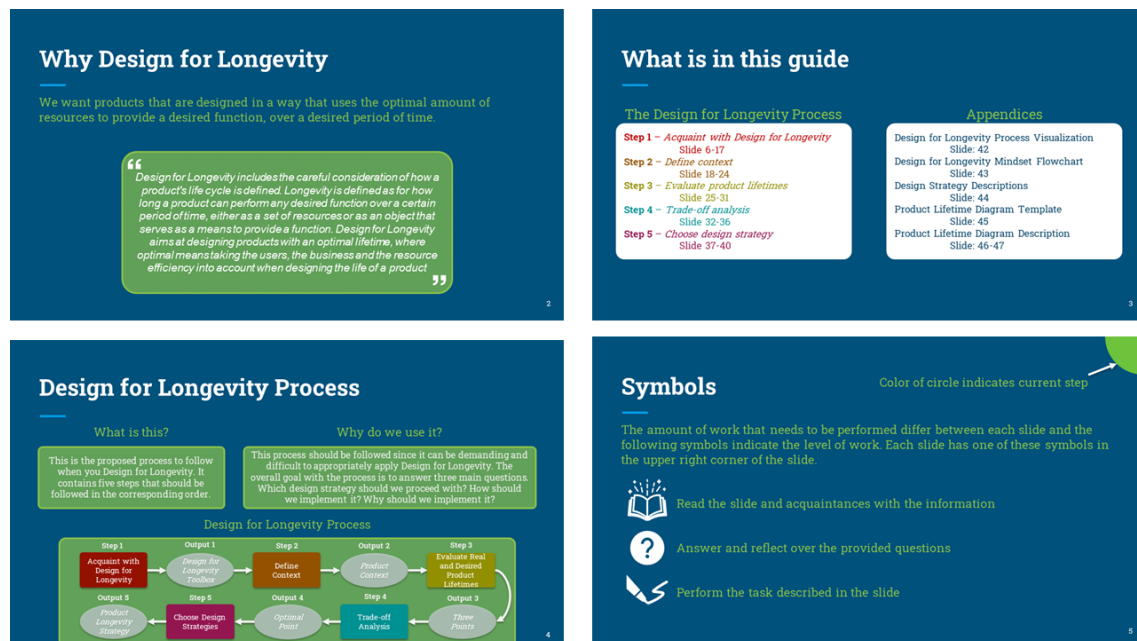 Why Design for Longevity
We want products that are designed in a way that uses the optimal amount of
resources to provide a desired function, over a desired period of time.
“
Design for Longevity includes the careful consideration of how a
product's life cycle is defined. Longevity is defined as for how
long a product can perform any desired function over a certain
period of time, either as a set of resources or as an object that
serves as a means to provide a function. Design for Longevity
aims at designing products with an optimal lifetime, where
optimal means taking the users, the business and the resource
efficiency into account when designing the life of a product
”
2
What is in this guide
The Design for Longevity Process
Step 1 – Acquaint with Design for Longevity
Slide 6-17
Step 2 – Define context
Slide 18-24
Step 3 – Evaluate product lifetimes
Slide 25-31
Step 4 – Trade-off analysis
Slide 32-36
Step 5 – Choose design strategy
Slide 37-40
Appendices
Design for Longevity Process Visualization
Slide: 42
Design for Longevity Mindset Flowchart
Slide: 43
Design Strategy Descriptions
Slide: 44
Product Lifetime Diagram Template
Slide: 45
Product Lifetime Diagram Description
Slide: 46-47
3
Design for Longevity Process
What is this?
This is the proposed process to follow
when you Design for Longevity. It
contains five steps that should be
followed in the corresponding order.
Why do we use it?
This process should be followed since it can be demanding and
difficult to appropriately apply Design for Longevity. The
overall goal with the process is to answer three main questions.
Which design strategy should we proceed with? How should
we implement it? Why should we implement it?
Design for Longevity Process
Step 1
Acquaint with
Design for
Longevity
Output 1
Design for
Longevity
Toolbox
Step 2
Define
Context
Output 2
Product
Context
Step 3
Evaluate Real
and Desired
Product
Lifetimes
Output 3
Three
Points
Step 4
Trade-off
Analysis
Output 4
Optimal
Point
Step 5
Choose Design
Strategies
Output 5
Product
Longevity
Strategy
4
Symbols
Color of circle indicates current step
The amount of work that needs to be performed differ between each slide and the
following symbols indicate the level of work. Each slide has one of these symbols in
the upper right corner of the slide.
Read the slide and acquaintances with the information
?
Answer and reflect over the provided questions
Perform the task described in the slide
5